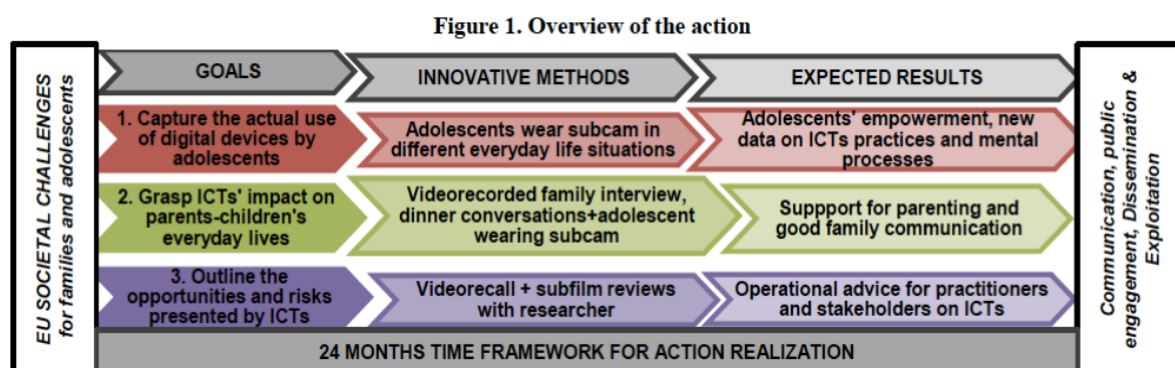 Figure 1. Overview of the action
EU SOCIETAL CHALLENGES
for families and adolescents
GOALS
INNOVATIVE METHODS
EXPECTED RESULTS
1. Capture the actual use
of digital devices by
adolescents
Adolescents wear subcam in
different everyday life situations
Adolescents' empowerment, new
data on ICTs practices and mental
processes
2. Grasp ICTs' impact on
parents-children's
everyday lives
Videorecorded family interview,
dinner conversations+adolescent
wearing subcam
Suppport for parenting and
good family communication
3. Outline the
opportunities and risks
presented by ICTs
Videorecall + subfilm reviews
with researcher
Operational advice for practitioners
and stakeholders on ICTs
24 MONTHS TIME FRAMEWORK FOR ACTION REALIZATION
Communication, public
engagement, Dissemination &
Exploitation